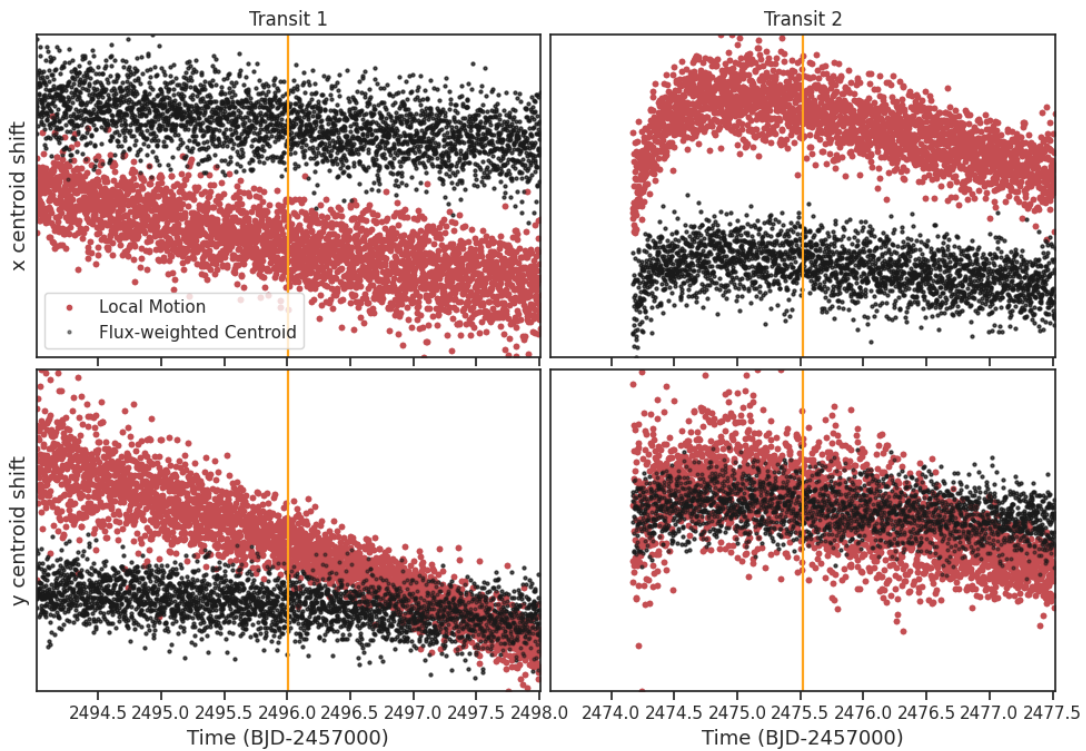 Transit 1
Transit 2
x centroid shift
Local Motion
Flux-weighted Centroid
y centroid shift
2494.5 2495.0 2495.5 2496.0 2496.5 2497.0 2497.5 2498.0
2474.0 2474.5 2475.0 2475.5 2476.0 2476.5 2477.0 2477.5
Time (BJD-2457000)
Time (BJD-2457000)